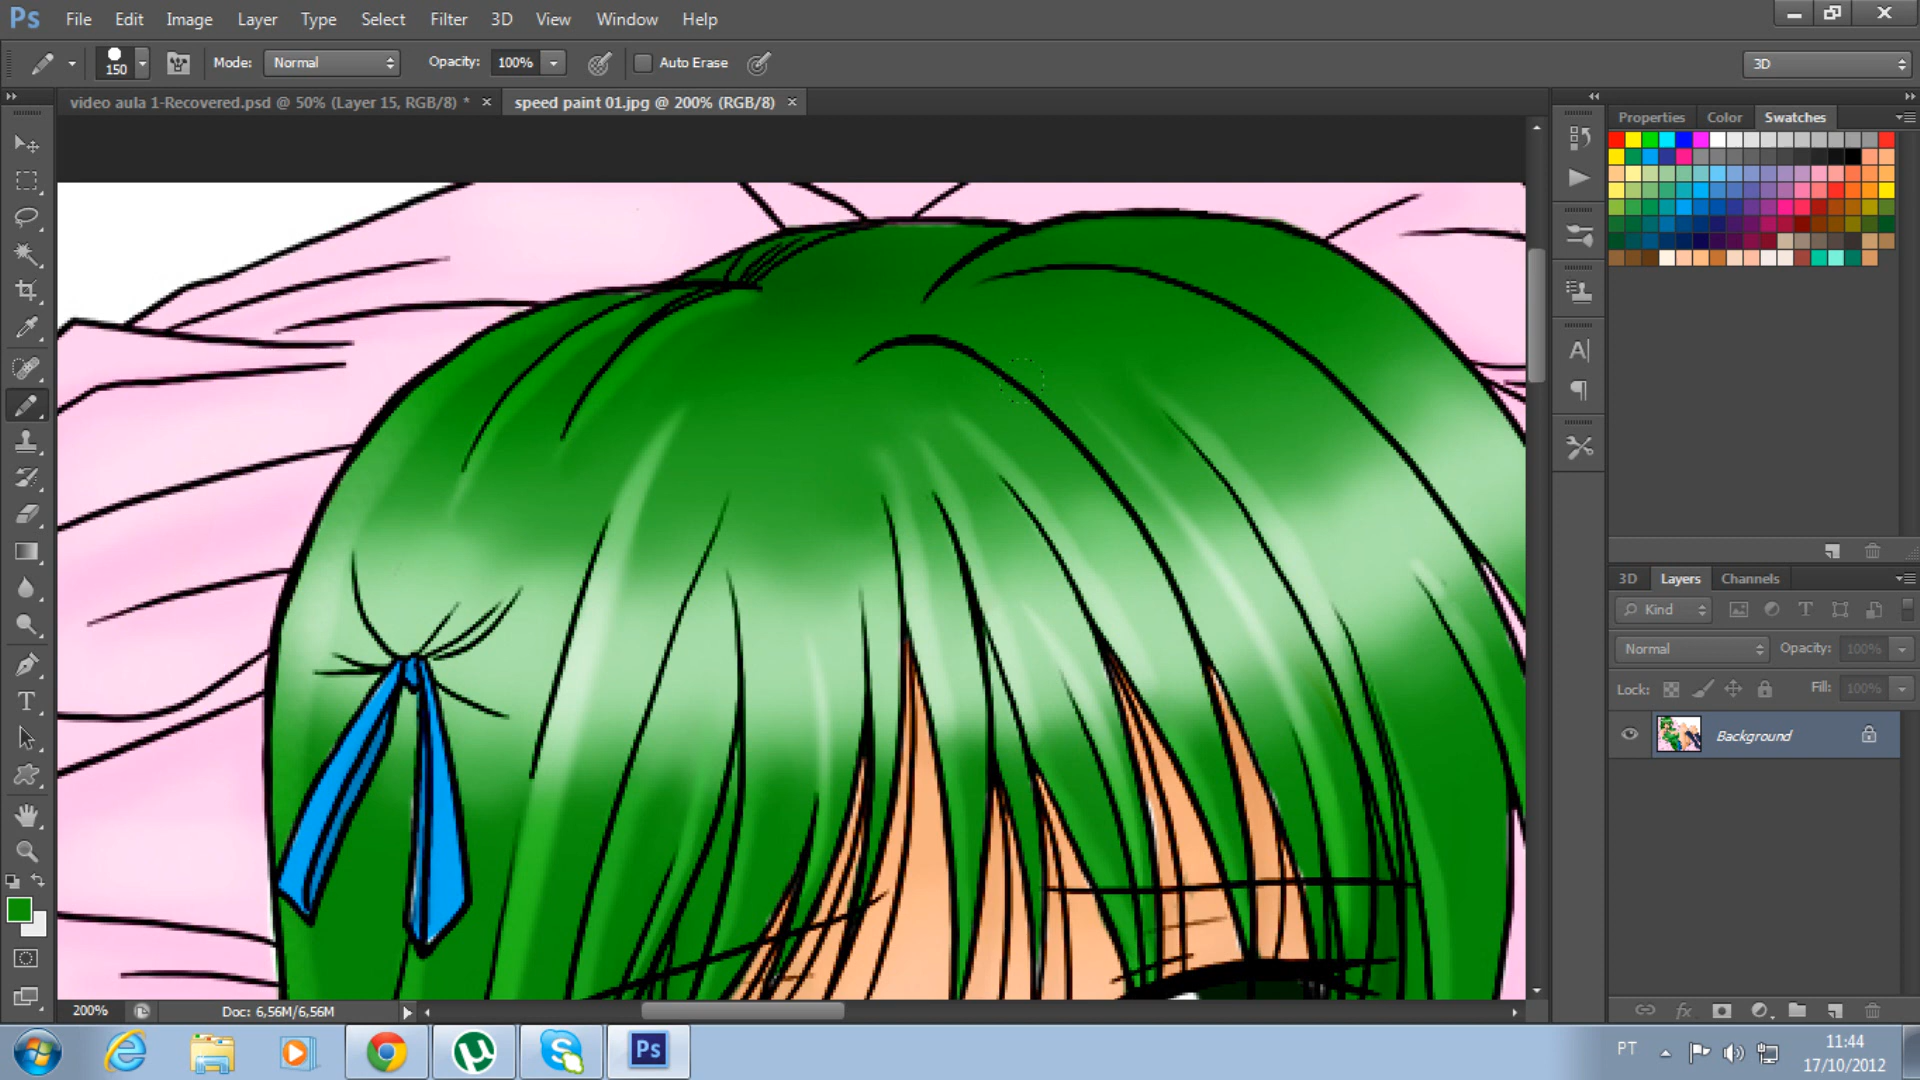 Ps File Edit Image Layer Type Select Filter 3D View Window Help
150 Mode: Normal Opacity: 100% Auto Erase 3D
video aula 1-Recovered.psd @ 50% (Layer 15, RGB/8) * × speed paint 01.jpg @ 200% (RGB/8) ×
Properties Color Swatches
3D Layers Channels
Kind
Normal Opacity: 100%
Lock: Fill: 100%
Background
200% Doc: 6,56M/6,56M
Ps
PT
11:44
17/10/2012